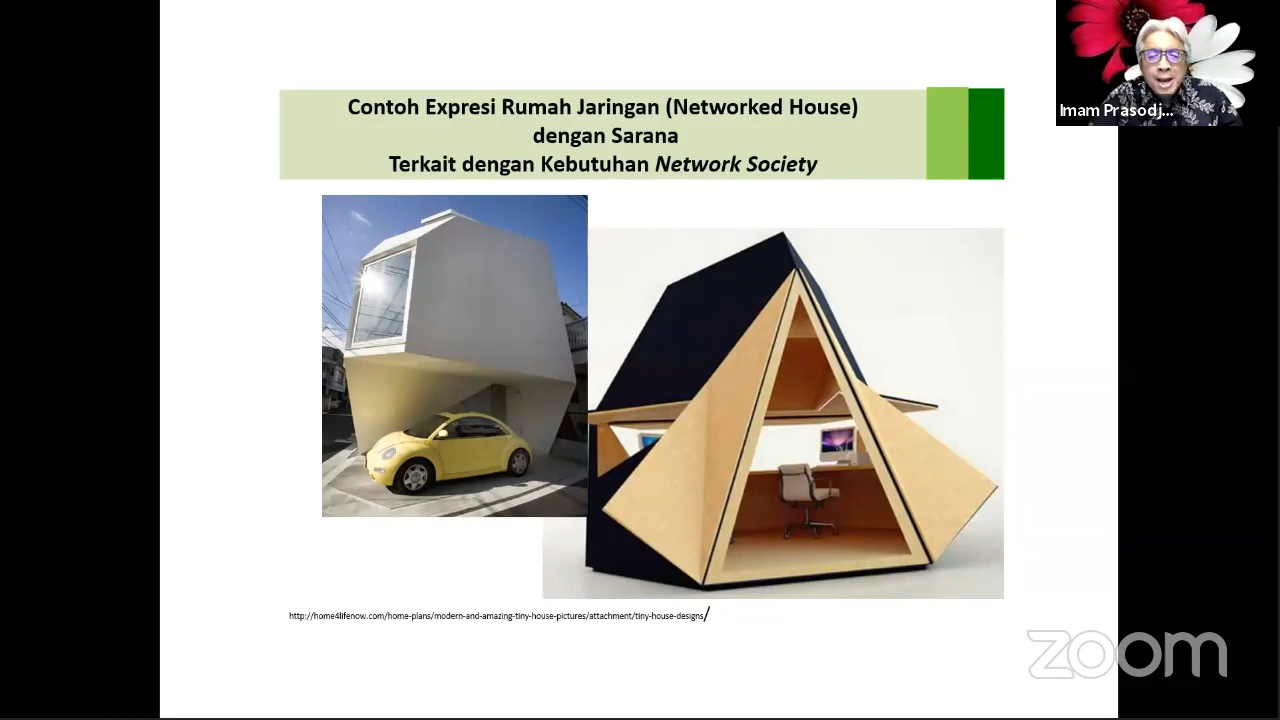 Contoh Expresi Rumah Jaringan (Networked House)
dengan Sarana
Terkait dengan Kebutuhan Network Society
Imam Prasodj...
http://home4lifenow.com/home-plans/modern-and-amazing-tiny-house-pictures/attachment/tiny-house-designs/
zoom